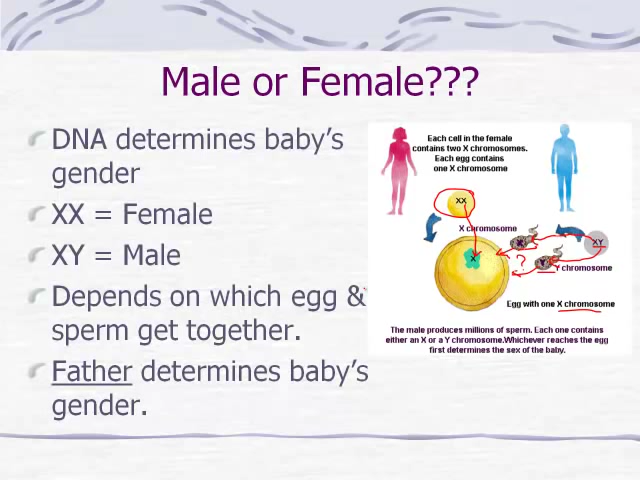 Male or Female???
DNA determines baby's
gender
XX = Female
XY = Male
Depends on which egg &
sperm get together.
Father determines baby's
gender.
Each cell in the female
contains two X chromosomes.
Each egg contains
one X chromosome
XX
X chromosome
X
XY
?
Y
Y chromosome
X
Egg with one X chromosome
The male produces millions of sperm. Each one contains
either an X or a Y chromosome.Whichever reaches the egg
first determines the sex of the baby.